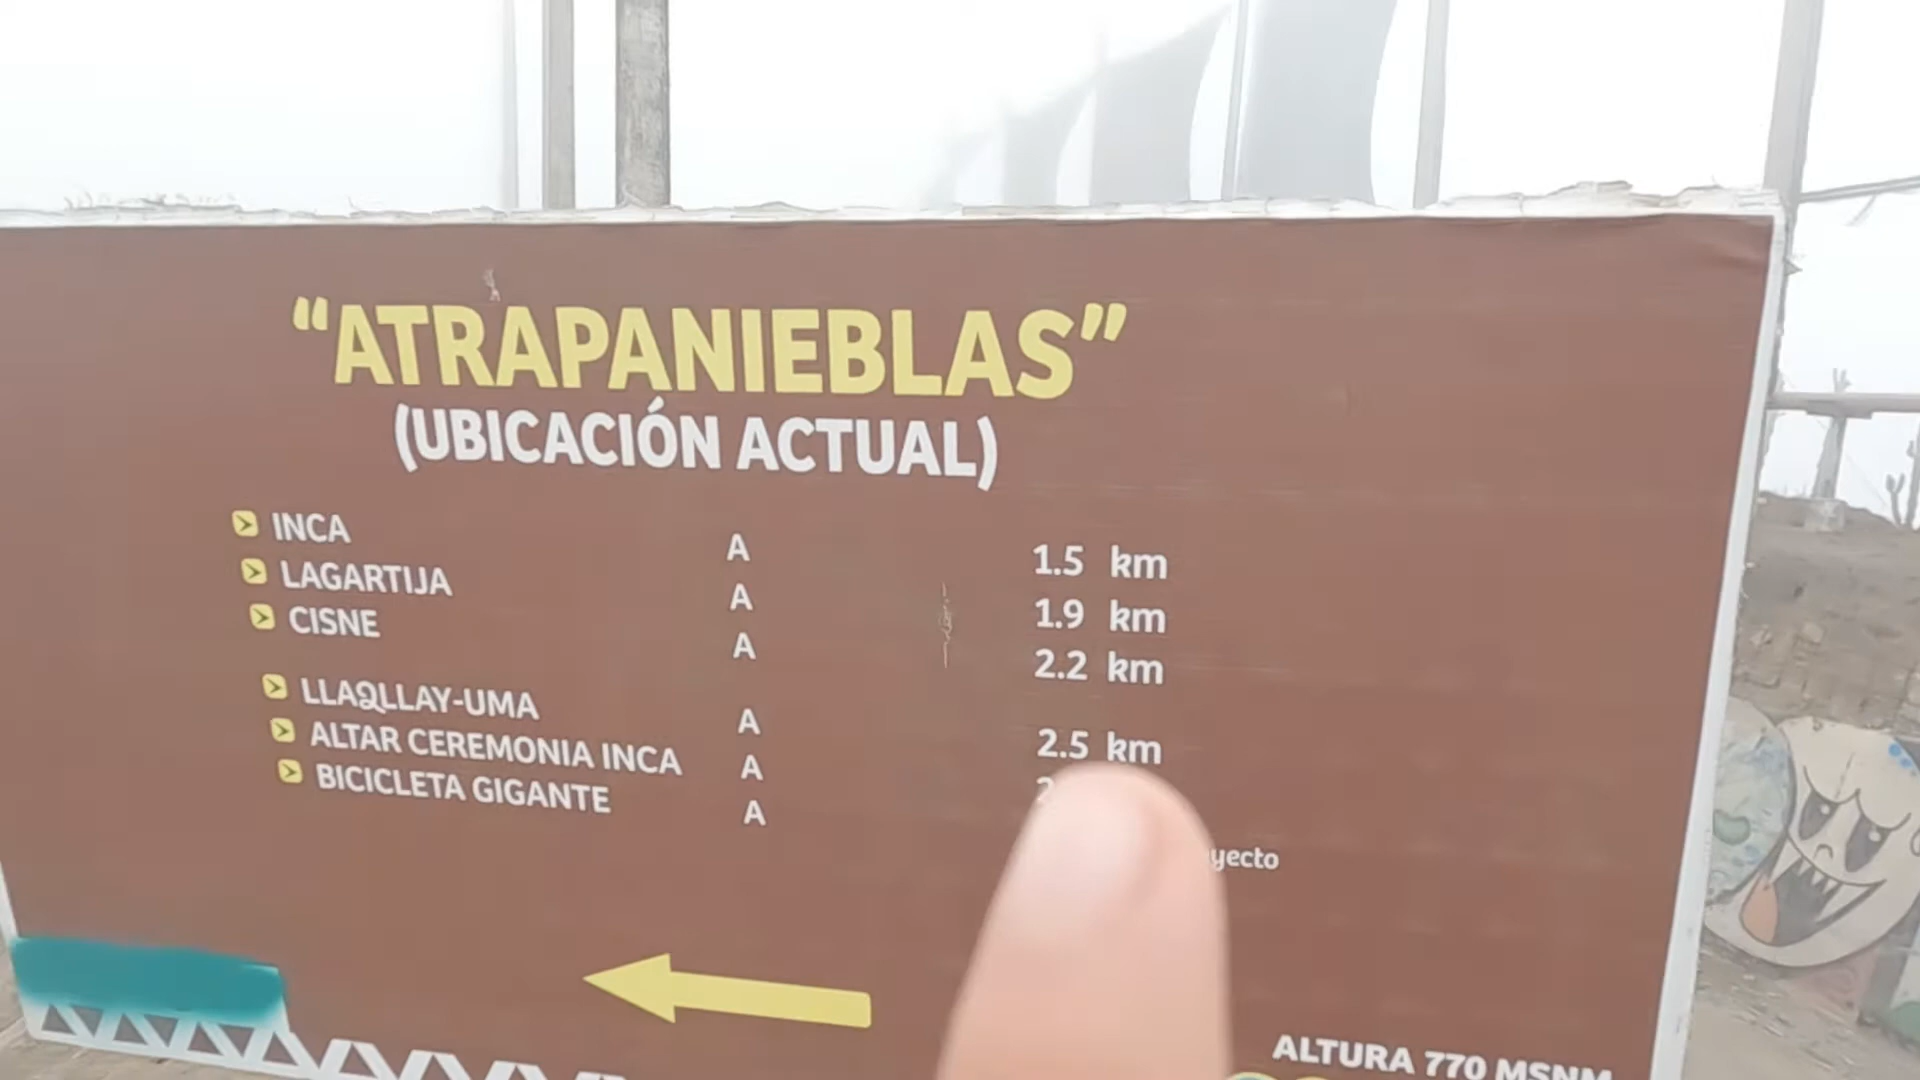 “ATRAPANIEBLAS”
(UBICACIÓN ACTUAL)
INCA A 1.5 km
LAGARTIJA A 1.9 km
CISNE A 2.2 km
LLAQLLAY-UMA A 2.5 km
ALTAR CEREMONIA INCA A
BICICLETA GIGANTE A
ALTURA 770 MSNM